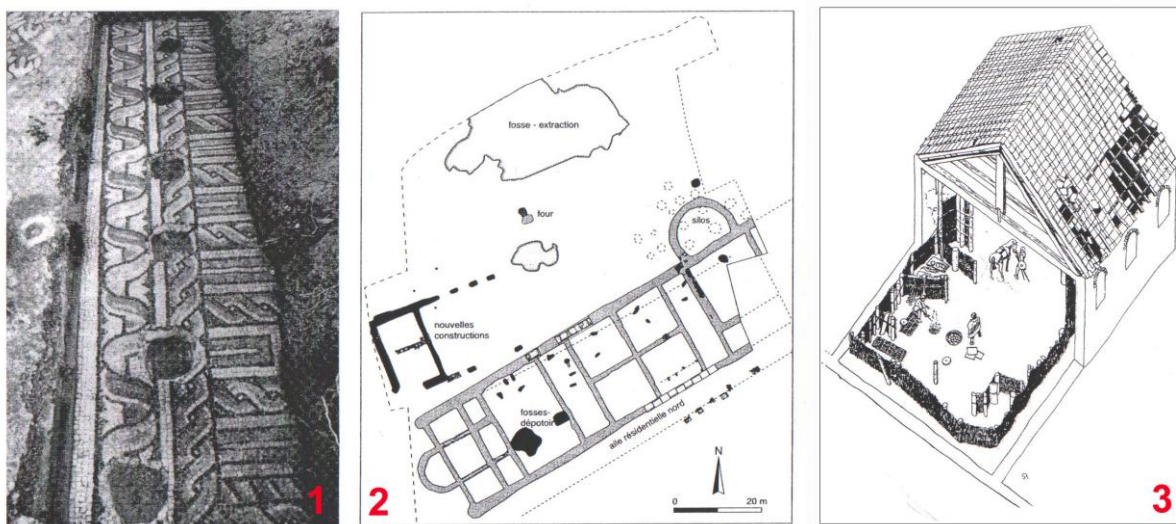 1
fosse - extraction
four
silos
nouvelles
constructions
fosses-
dépotoir
aile résidentielle nord
N
0 20 m
2
3